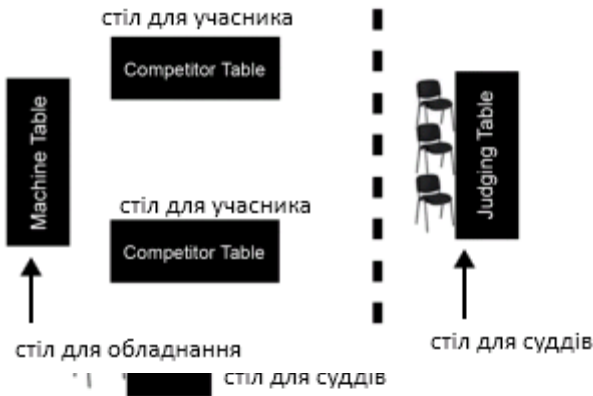 стіл для учасника
Competitor Table
Machine Table
Judging Table
стіл для учасника
Competitor Table
стіл для обладнання
стіл для суддів
стіл для суддів